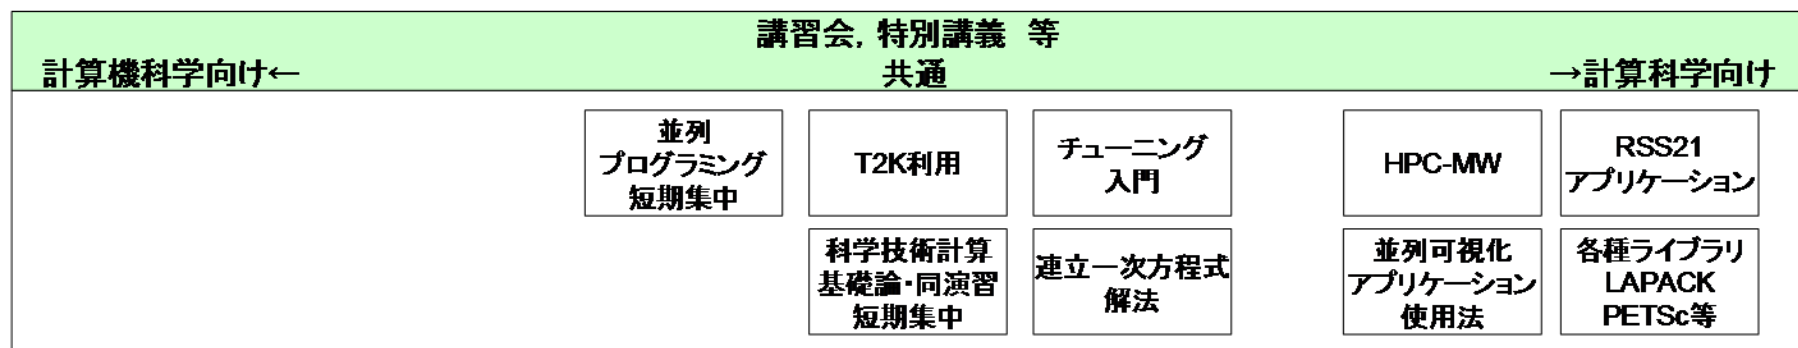 講習会，特別講義　等
計算機科学向け←
共通
→計算科学向け
並列
プログラミング
短期集中
T2K利用
チューニング
入門
HPC-MW
RSS21
アプリケーション
科学技術計算
基礎論・同演習
短期集中
連立一次方程式
解法
並列可視化
アプリケーション
使用法
各種ライブラリ
LAPACK
PETSc等